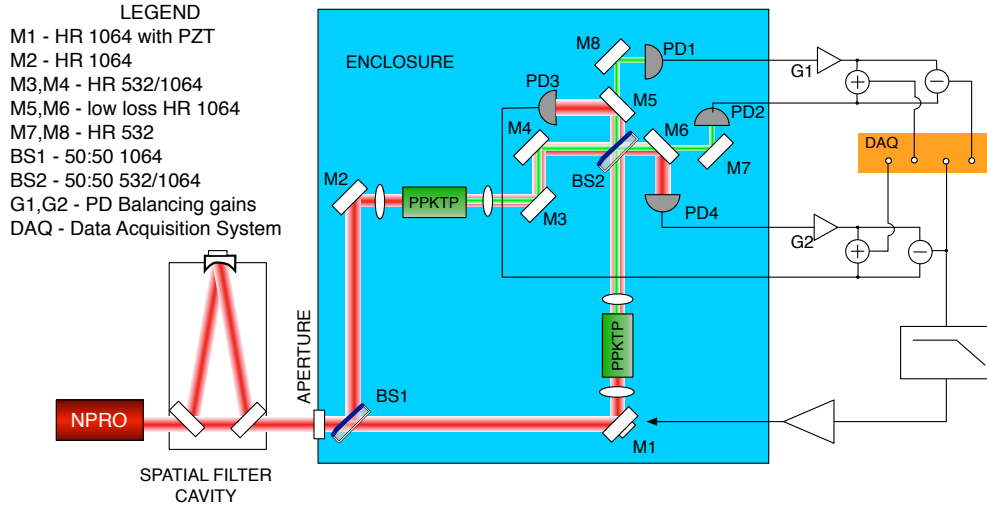 LEGEND
M1 - HR 1064 with PZT
M2 - HR 1064
M3,M4 - HR 532/1064
M5,M6 - low loss HR 1064
M7,M8 - HR 532
BS1 - 50:50 1064
BS2 - 50:50 532/1064
G1,G2 - PD Balancing gains
DAQ - Data Acquisition System
ENCLOSURE
M8
PD1
G1
PD3
M5
PD2
M4
M6
DAQ
BS2
M7
M2
PPKTP
M3
PD4
G2
APERTURE
PPKTP
BS1
NPRO
M1
SPATIAL FILTER
CAVITY